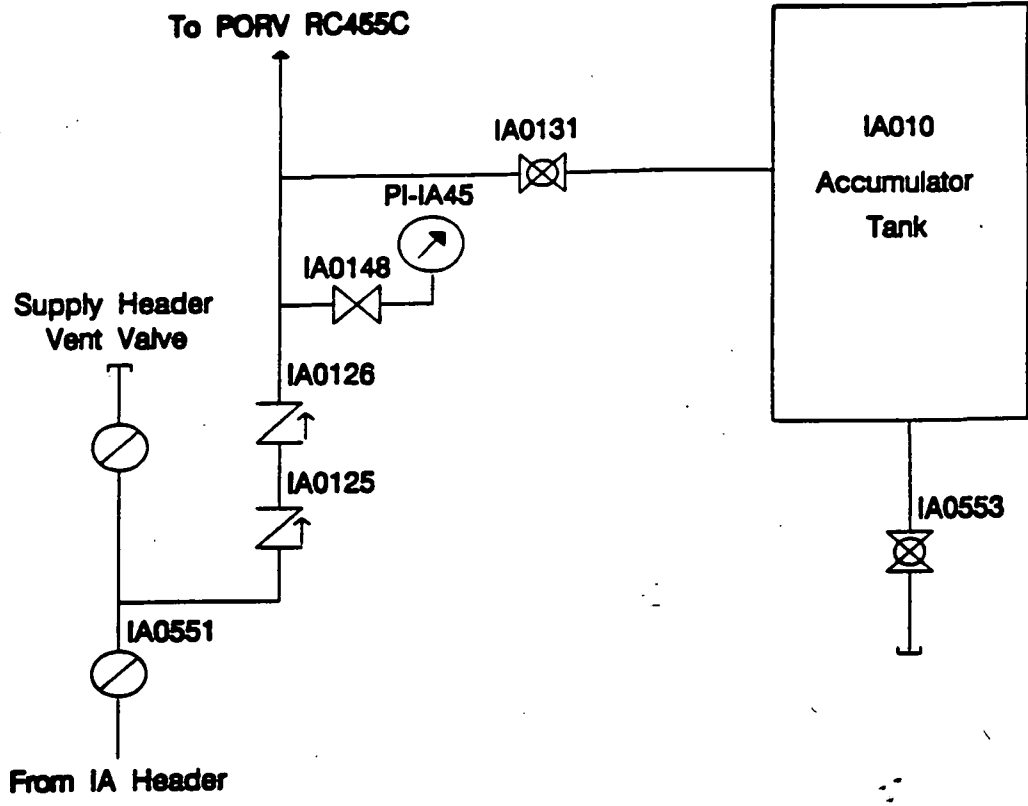 To PORV RC455C
IA0131
IA010
Accumulator
Tank
PI-IA45
IA0148
Supply Header
Vent Valve
IA0126
IA0125
IA0553
IA0551
From IA Header